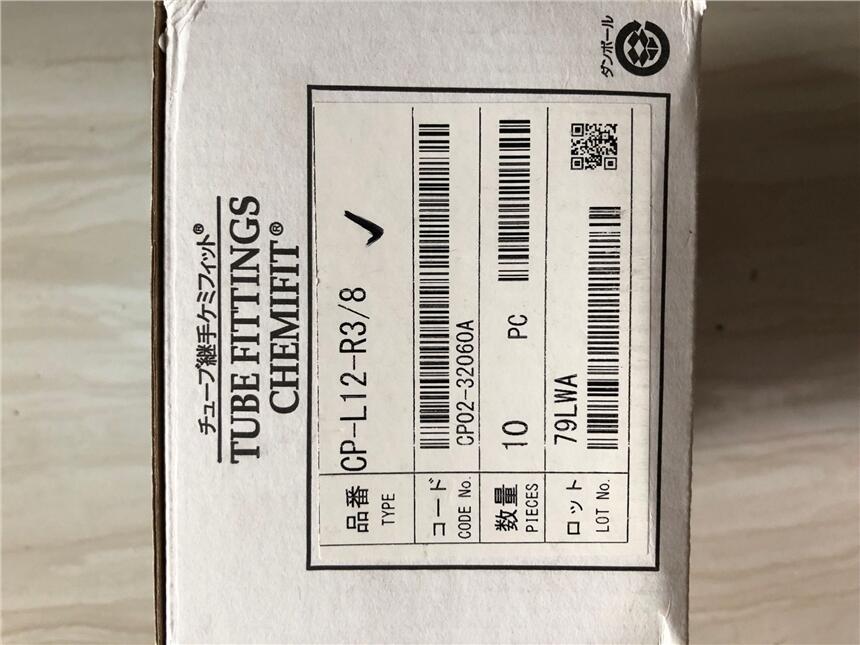 ダンボール
チューブ継手ケミフィット®
TUBE FITTINGS
CHEMIFIT®
品番
TYPE
CP-L12-R3/8
コード
CODE No.
CP02-32060A
数量
PIECES
10 PC
ロット
LOT No.
79LWA